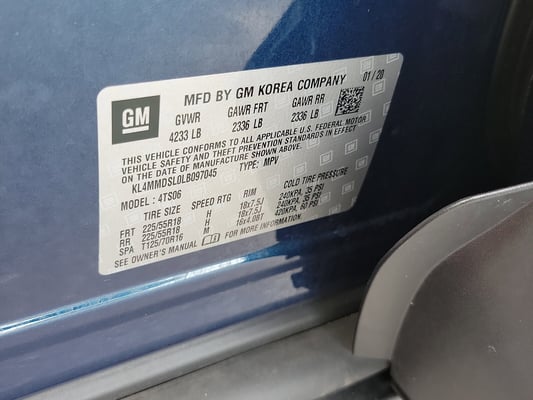 GM
MFD BY GM KOREA COMPANY 01 / 20
GVWR GAWR FRT GAWR RR
4233 LB 2336 LB 2336 LB
THIS VEHICLE CONFORMS TO ALL APPLICABLE U.S. FEDERAL MOTOR
VEHICLE SAFETY AND THEFT PREVENTION STANDARDS IN EFFECT
ON THE DATE OF MANUFACTURE SHOWN ABOVE.
KL4MMDSL0LB097045 TYPE: MPV
MODEL: 4TS06
TIRE SIZE SPEED RTG RIM COLD TIRE PRESSURE
FRT 225/55R18 H 18x7.5J 240KPA, 35 PSI
RR 225/55R18 H 18x7.5J 240KPA, 35 PSI
SPA T125/70R16 M 16x4.0BT 420KPA, 60 PSI
SEE OWNER'S MANUAL FOR MORE INFORMATION.